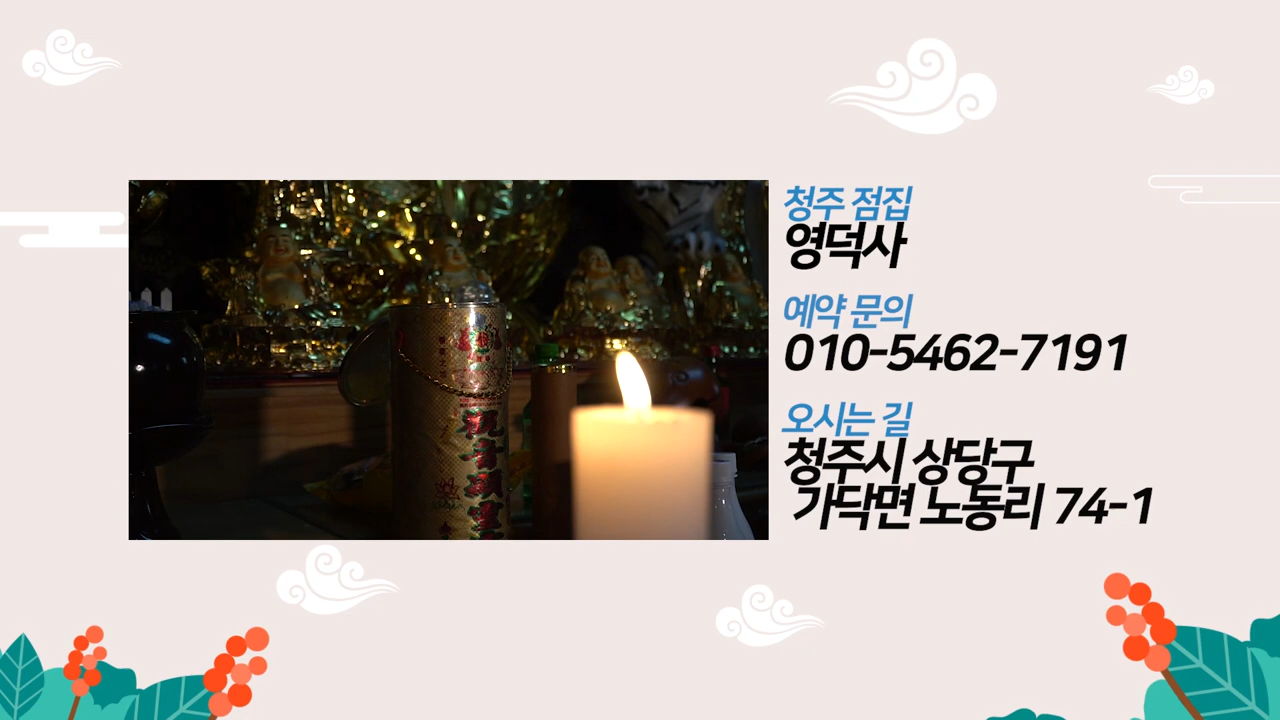 청주 점집
영덕사
예약 문의
010-5462-7191
오시는 길
청주시 상당구
가덕면 노동리 74-1